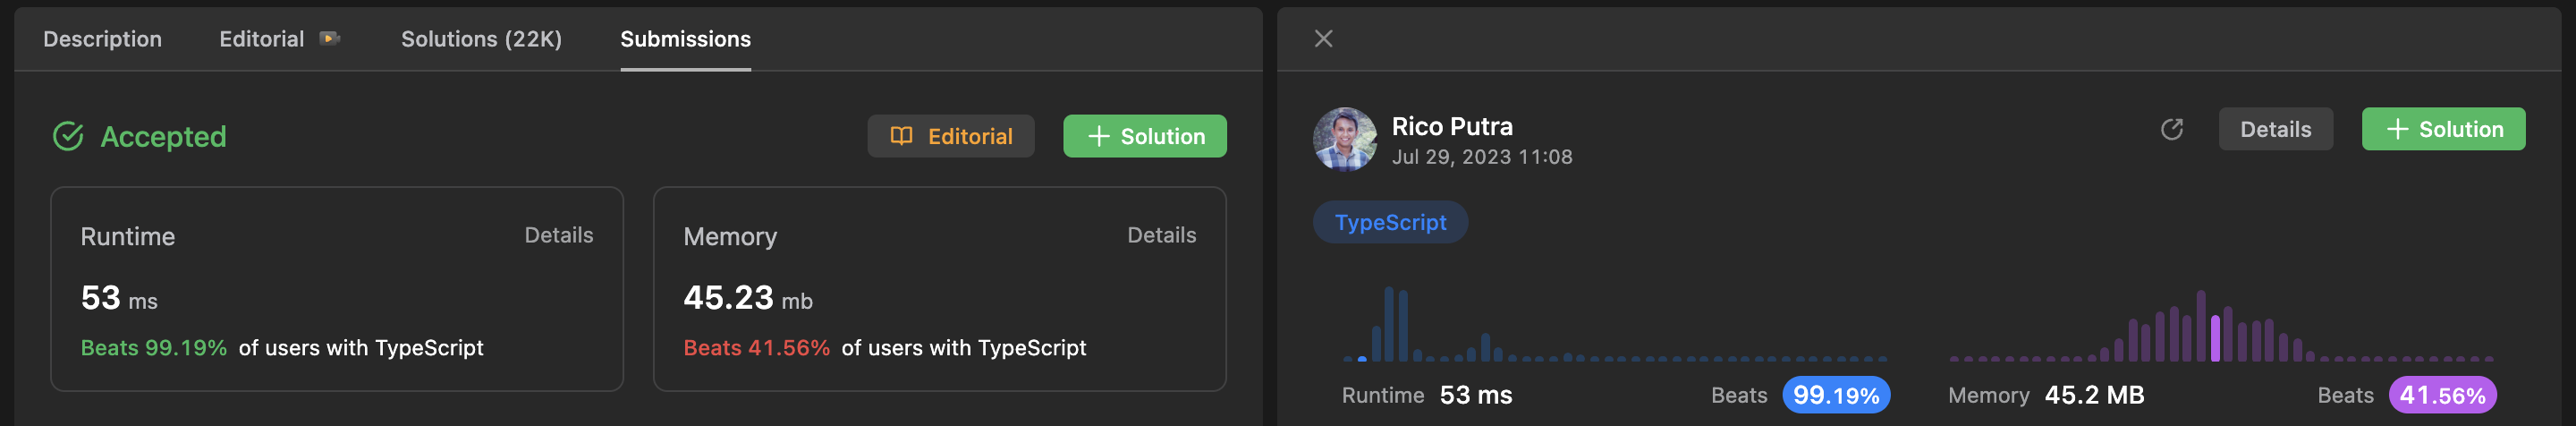 Description Editorial Solutions (22K) Submissions
Accepted Editorial + Solution
Runtime Details
53 ms
Beats 99.19% of users with TypeScript
Memory Details
45.23 mb
Beats 41.56% of users with TypeScript
Rico Putra
Jul 29, 2023 11:08
Details + Solution
TypeScript
Runtime 53 ms Beats 99.19%
Memory 45.2 MB Beats 41.56%